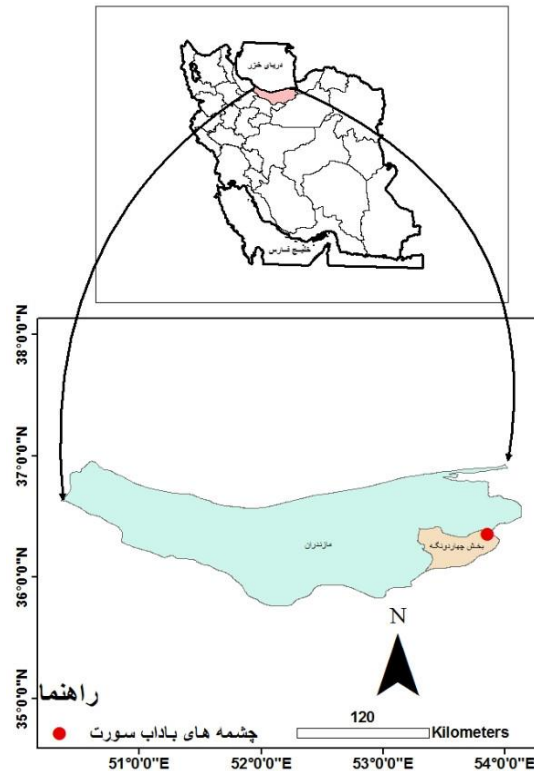 دریای خزر
خلیج فارس
38°0'0"N
37°0'0"N
36°0'0"N
35°0'0"N
مازندران
بخش چهاردونگه
N
راهنما
چشمه های باداب سورت
120
Kilometers
51°0'0"E
52°0'0"E
53°0'0"E
54°0'0"E